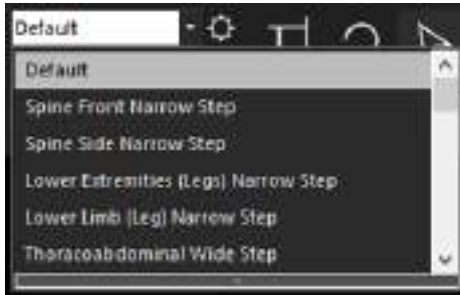 Default
Default
Spine Front Narrow Step
Spine Side Narrow Step
Lower Extremities (Legs) Narrow Step
Lower Limb (Leg) Narrow Step
Thoracoabdominal Wide Step